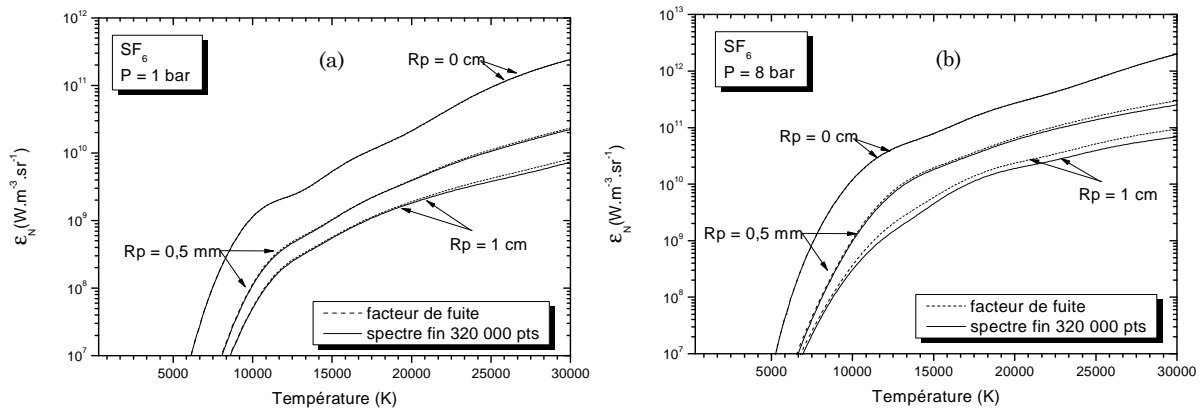 10^12
10^11
10^10
10^9
10^8
10^7
ε_N (W.m^-3.sr^-1)
SF_6
P = 1 bar
(a)
Rp = 0 cm
Rp = 0,5 mm
Rp = 1 cm
facteur de fuite
spectre fin 320 000 pts
5000 10000 15000 20000 25000 30000
Température (K)
10^13
10^12
10^11
10^10
10^9
10^8
10^7
ε_N (W.m^-3.sr^-1)
SF_6
P = 8 bar
(b)
Rp = 0 cm
Rp = 1 cm
Rp = 0,5 mm
facteur de fuite
spectre fin 320 000 pts
5000 10000 15000 20000 25000 30000
Température (K)